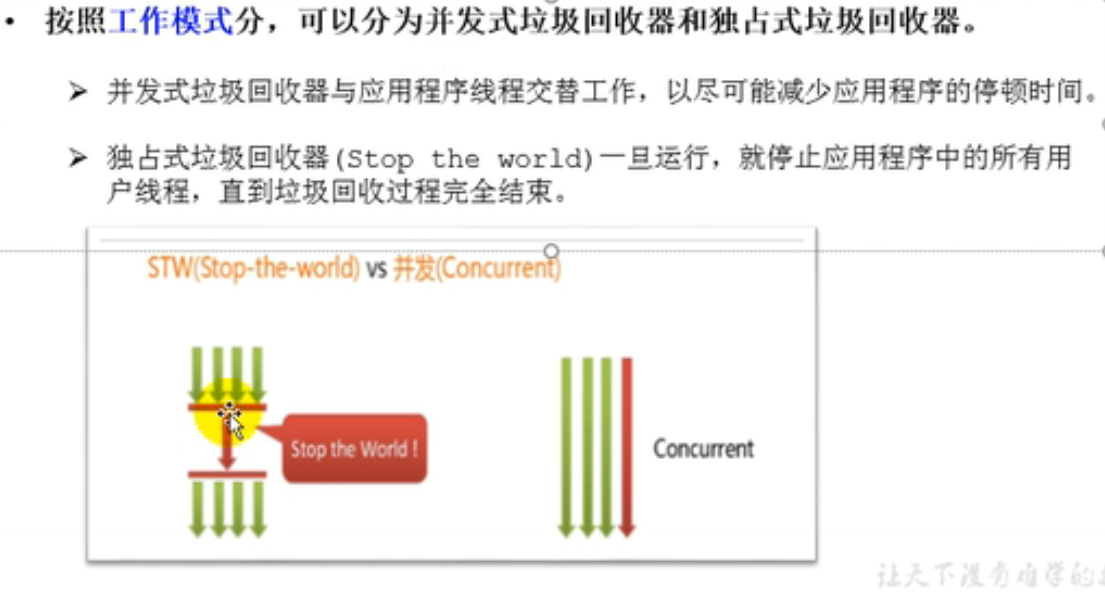 • 按照工作模式分，可以分为并发式垃圾回收器和独占式垃圾回收器。
➢ 并发式垃圾回收器与应用程序线程交替工作，以尽可能减少应用程序的停顿时间。
➢ 独占式垃圾回收器(Stop the world)一旦运行，就停止应用程序中的所有用
户线程，直到垃圾回收过程完全结束。
STW(Stop-the-world) vs 并发(Concurrent)
Stop the World !
Concurrent
让天下没有难学的